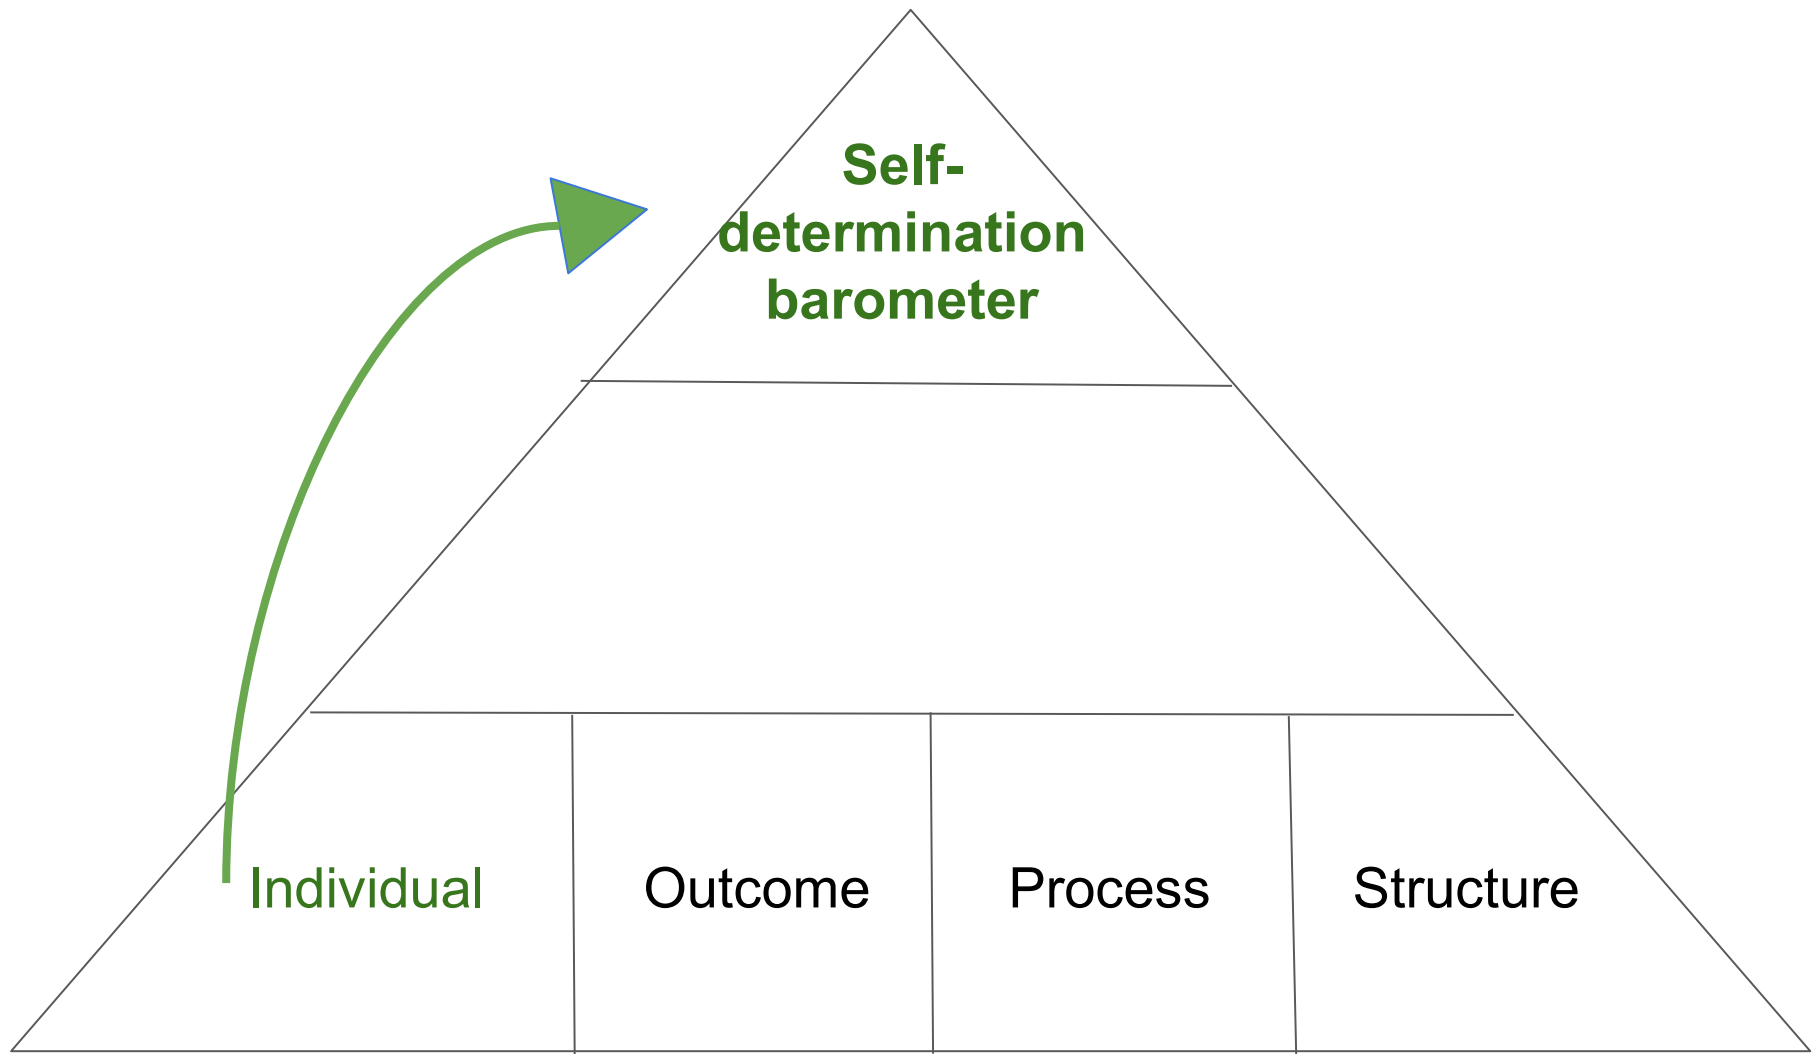 Self-
determination
barometer
Individual Outcome Process Structure